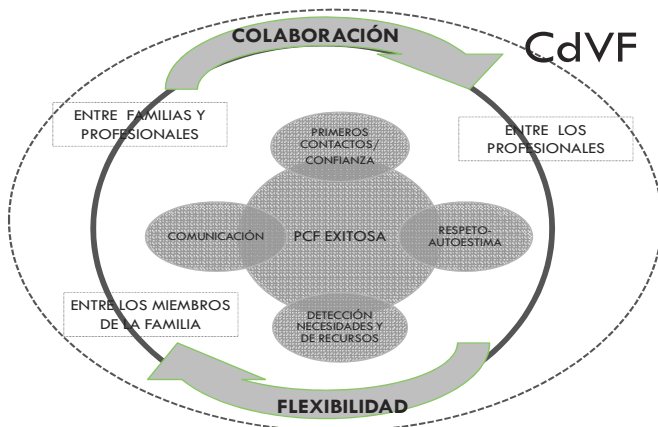 COLABORACIÓN
CdVF
ENTRE FAMILIAS Y
PROFESIONALES
PRIMEROS
CONTACTOS/
CONFIANZA
ENTRE LOS
PROFESIONALES
COMUNICACIÓN
PCF EXITOSA
RESPETO-
AUTOESTIMA
ENTRE LOS MIEMBROS
DE LA FAMILIA
DETECCIÓN
NECESIDADES Y
DE RECURSOS
FLEXIBILIDAD